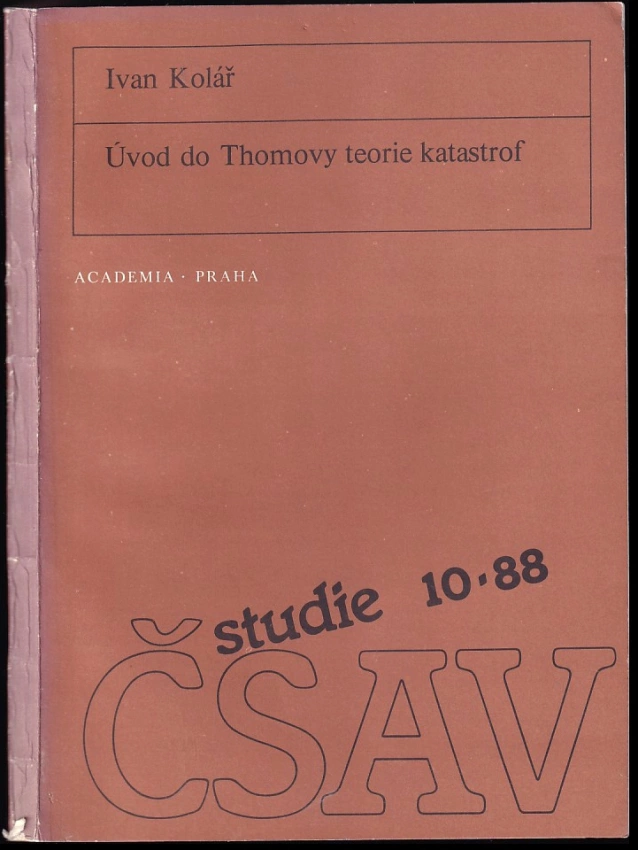 Ivan Kolář
Úvod do Thomovy teorie katastrof
ACADEMIA · PRAHA
studie 10·88
ČSAV